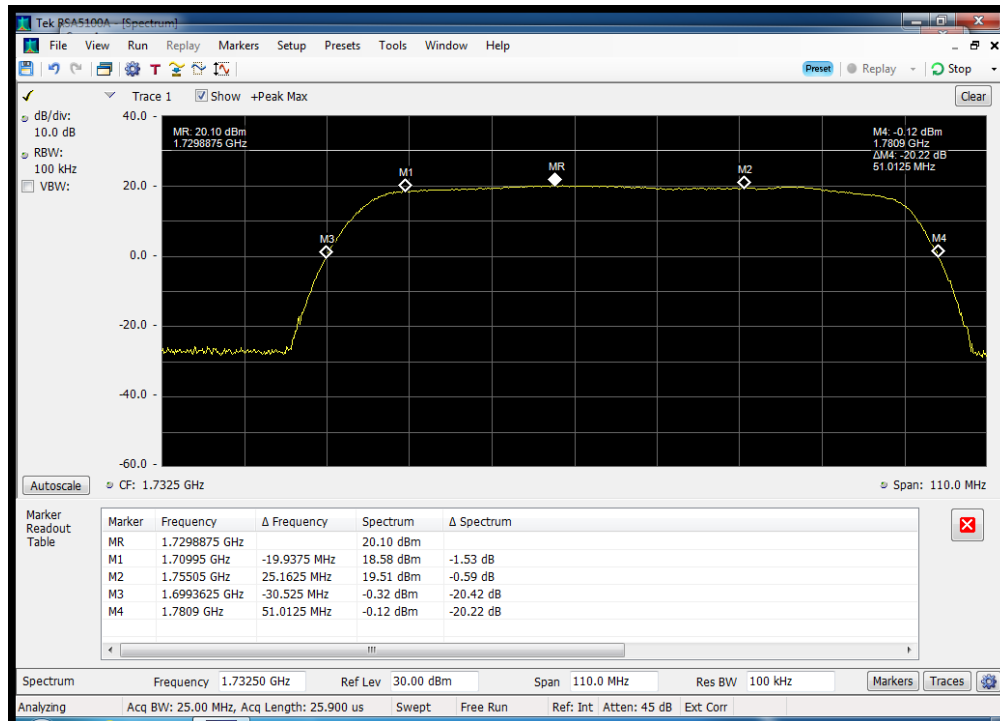 Tek RSA5100A - [Spectrum]
File View Run Replay Markers Setup Presets Tools Window Help
T Preset Replay Stop
Trace 1 Show +Peak Max Clear
dB/div:
10.0 dB
RBW:
100 kHz
VBW:
40.0
20.0
0.0
-20.0
-40.0
-60.0
MR: 20.10 dBm
1.7298875 GHz
M4: -0.12 dBm
1.7809 GHz
ΔM4: -20.22 dB
51.0125 MHz
M1 MR M2
M3 M4
Autoscale CF: 1.7325 GHz Span: 110.0 MHz
Marker
Readout
Table
Marker Frequency Δ Frequency Spectrum Δ Spectrum
MR 1.7298875 GHz 20.10 dBm
M1 1.70995 GHz -19.9375 MHz 18.58 dBm -1.53 dB
M2 1.75505 GHz 25.1625 MHz 19.51 dBm -0.59 dB
M3 1.6993625 GHz -30.525 MHz -0.32 dBm -20.42 dB
M4 1.7809 GHz 51.0125 MHz -0.12 dBm -20.22 dB
Spectrum Frequency 1.73250 GHz Ref Lev 30.00 dBm Span 110.0 MHz Res BW 100 kHz Markers Traces
Analyzing Acq BW: 25.00 MHz, Acq Length: 25.900 us Swept Free Run Ref: Int Atten: 45 dB Ext Corr